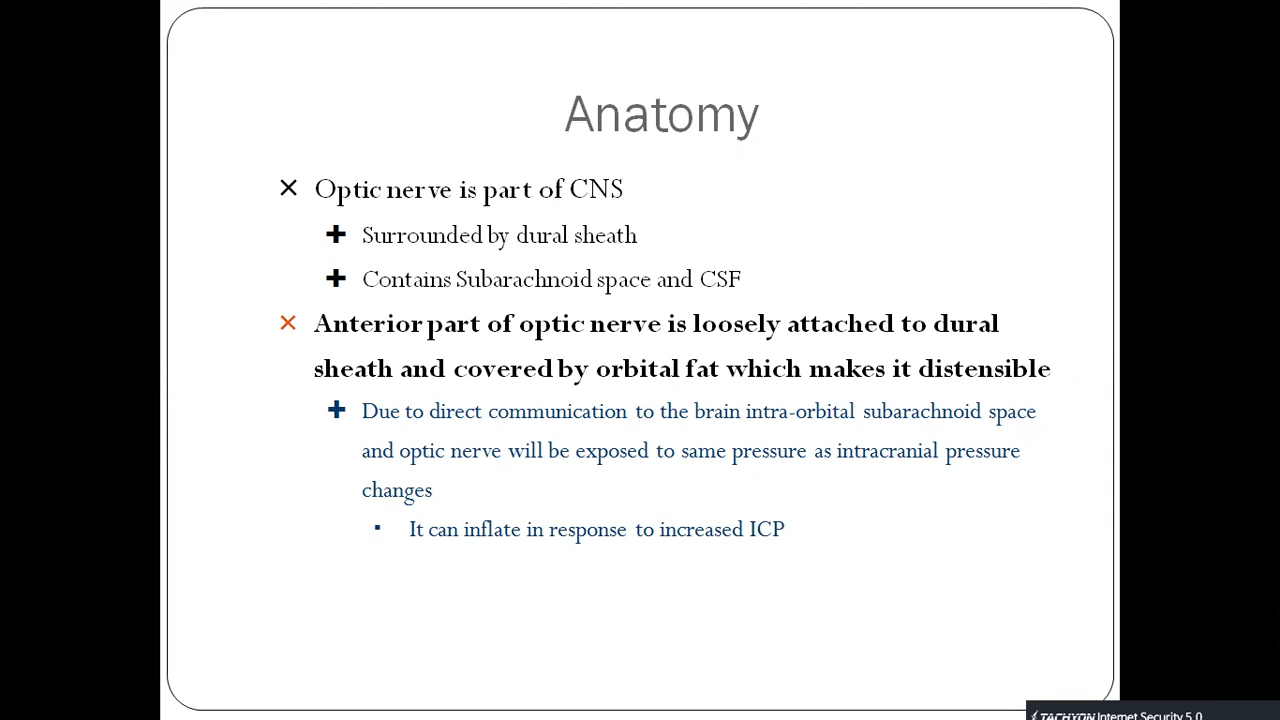 Anatomy
Optic nerve is part of CNS
Surrounded by dural sheath
Contains Subarachnoid space and CSF
Anterior part of optic nerve is loosely attached to dural
sheath and covered by orbital fat which makes it distensible
Due to direct communication to the brain intra-orbital subarachnoid space
and optic nerve will be exposed to same pressure as intracranial pressure
changes
It can inflate in response to increased ICP
TACHYON Internet Security 5.0